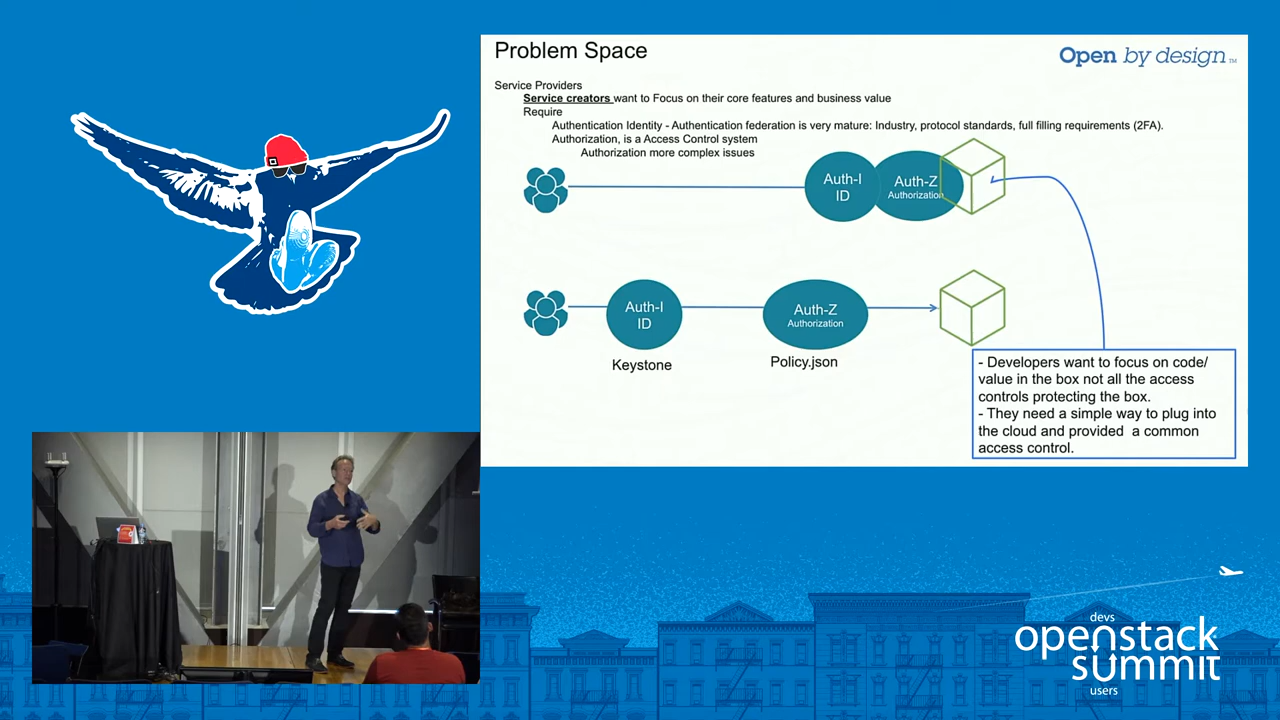 Problem Space
Open by design™
Service Providers
Service creators want to Focus on their core features and business value
Require
Authentication Identity - Authentication federation is very mature: Industry, protocol standards, full filling requirements (2FA).
Authorization, is a Access Control system
Authorization more complex issues
Auth-I
ID
Auth-Z
Authorization
Auth-I
ID
Auth-Z
Authorization
Keystone
Policy.json
- Developers want to focus on code/
value in the box not all the access
controls protecting the box.
- They need a simple way to plug into
the cloud and provided a common
access control.
devs
openstack
summit
users